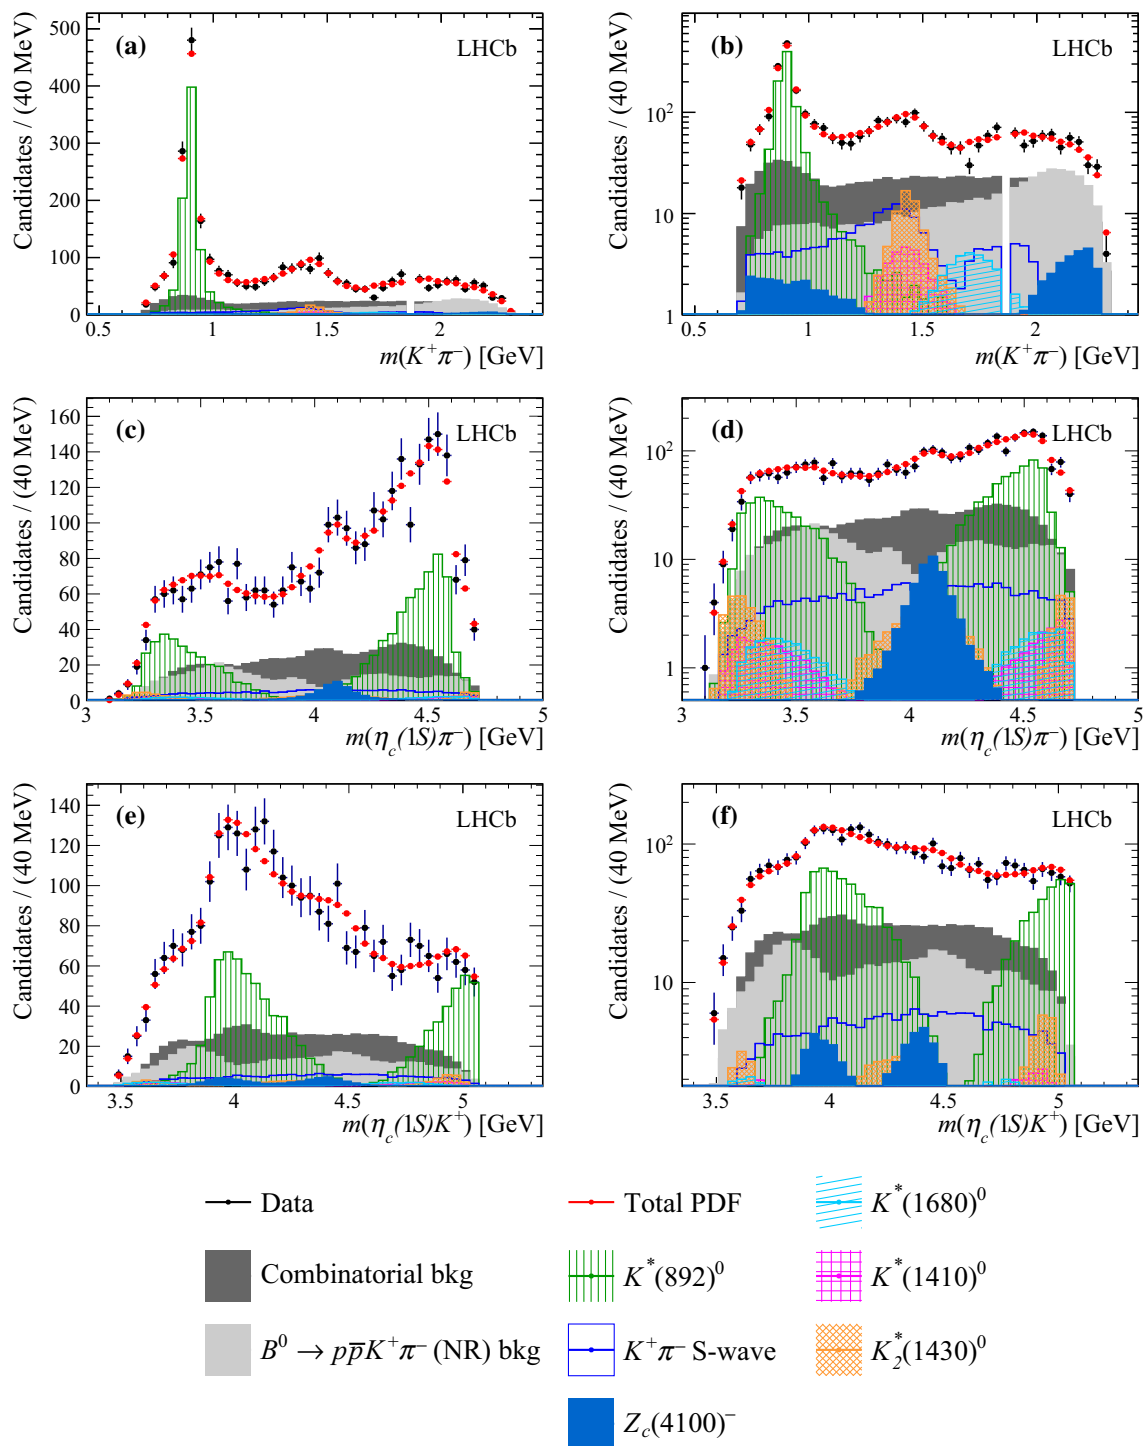 (a) LHCb
Candidates / (40 MeV)
500
400
300
200
100
0
0.5 1 1.5 2
m(K⁺π⁻) [GeV]
(b) LHCb
Candidates / (40 MeV)
10²
10
1
0.5 1 1.5 2
m(K⁺π⁻) [GeV]
(c) LHCb
Candidates / (40 MeV)
160
140
120
100
80
60
40
20
0
3 3.5 4 4.5 5
m(η_c(1S)π⁻) [GeV]
(d) LHCb
Candidates / (40 MeV)
10²
10
1
3 3.5 4 4.5 5
m(η_c(1S)π⁻) [GeV]
(e) LHCb
Candidates / (40 MeV)
140
120
100
80
60
40
20
0
3.5 4 4.5 5
m(η_c(1S)K⁺) [GeV]
(f) LHCb
Candidates / (40 MeV)
10²
10
3.5 4 4.5 5
m(η_c(1S)K⁺) [GeV]
Data
Total PDF
K*(1680)⁰
Combinatorial bkg
K*(892)⁰
K*(1410)⁰
B⁰ → pp̅K⁺π⁻ (NR) bkg
K⁺π⁻ S-wave
K₂*(1430)⁰
Z_c(4100)⁻